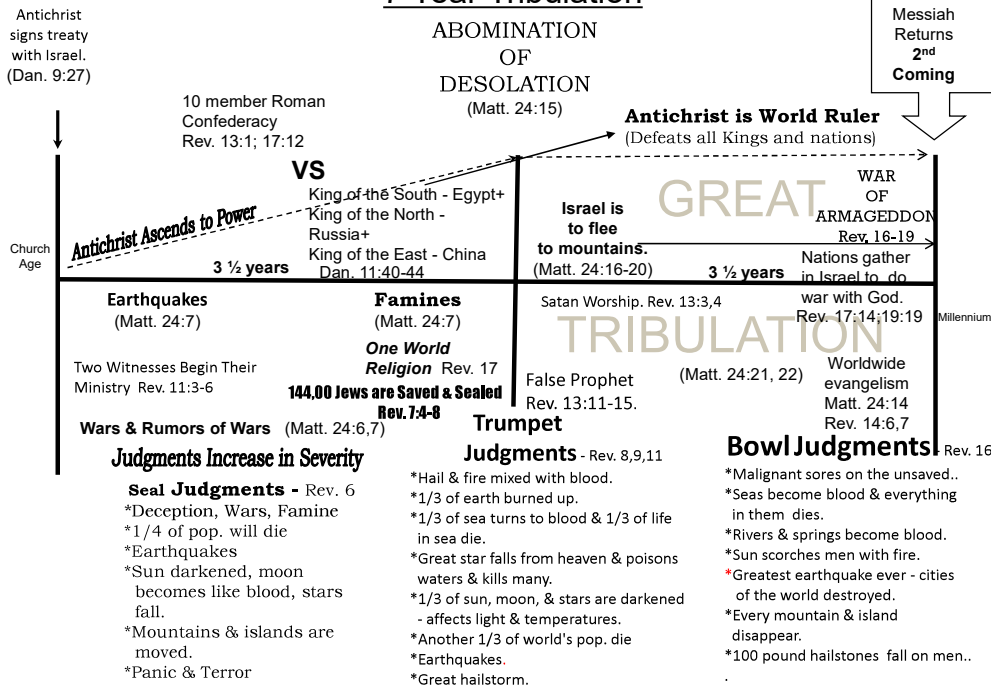 7 Year Tribulation
Antichrist
signs treaty
with Israel.
(Dan. 9:27)
ABOMINATION
OF
DESOLATION
(Matt. 24:15)
Messiah
Returns
2nd
Coming
10 member Roman
Confederacy
Rev. 13:1; 17:12
VS
King of the South - Egypt+
King of the North -
Russia+
King of the East - China
Dan. 11:40-44
Antichrist is World Ruler
(Defeats all Kings and nations)
Antichrist Ascends to Power
Church
Age
3 ½ years
Israel is
to flee
to mountains.
(Matt. 24:16-20)
GREAT
WAR
OF
ARMAGEDDON
Rev. 16-19
3 ½ years
Nations gather
in Israel to do
war with God.
Rev. 17:14;19:19
Millennium
Earthquakes
(Matt. 24:7)
Famines
(Matt. 24:7)
One World
Religion Rev. 17
Two Witnesses Begin Their
Ministry Rev. 11:3-6
144,00 Jews are Saved & Sealed
Rev. 7:4-8
Wars & Rumors of Wars (Matt. 24:6,7)
Satan Worship. Rev. 13:3,4
TRIBULATION
False Prophet
Rev. 13:11-15.
(Matt. 24:21, 22)
Worldwide
evangelism
Matt. 24:14
Rev. 14:6,7
Judgments Increase in Severity
Seal Judgments - Rev. 6
*Deception, Wars, Famine
*1/4 of pop. will die
*Earthquakes
*Sun darkened, moon
becomes like blood, stars
fall.
*Mountains & islands are
moved.
*Panic & Terror
Trumpet
Judgments - Rev. 8,9,11
*Hail & fire mixed with blood.
*1/3 of earth burned up.
*1/3 of sea turns to blood & 1/3 of life
in sea die.
*Great star falls from heaven & poisons
waters & kills many.
*1/3 of sun, moon, & stars are darkened
- affects light & temperatures.
*Another 1/3 of world's pop. die
*Earthquakes.
*Great hailstorm.
Bowl Judgments - Rev. 16
*Malignant sores on the unsaved..
*Seas become blood & everything
in them dies.
*Rivers & springs become blood.
*Sun scorches men with fire.
*Greatest earthquake ever - cities
of the world destroyed.
*Every mountain & island
disappear.
*100 pound hailstones fall on men..
.